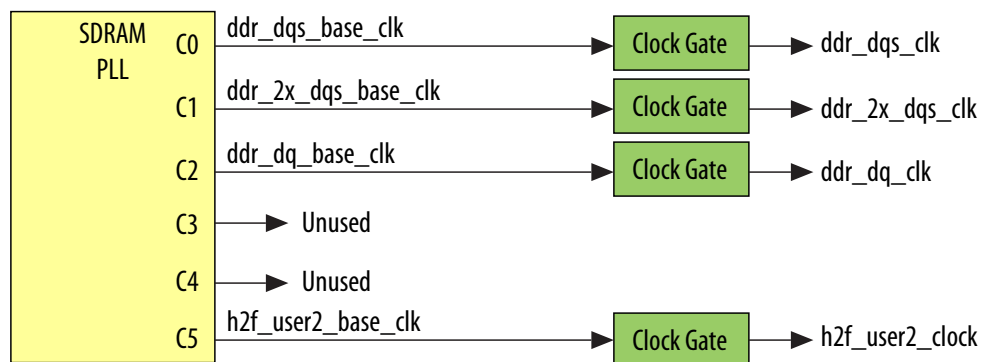 SDRAM
PLL
C0 ddr_dqs_base_clk Clock Gate ddr_dqs_clk
C1 ddr_2x_dqs_base_clk Clock Gate ddr_2x_dqs_clk
C2 ddr_dq_base_clk Clock Gate ddr_dq_clk
C3 Unused
C4 Unused
C5 h2f_user2_base_clk Clock Gate h2f_user2_clock